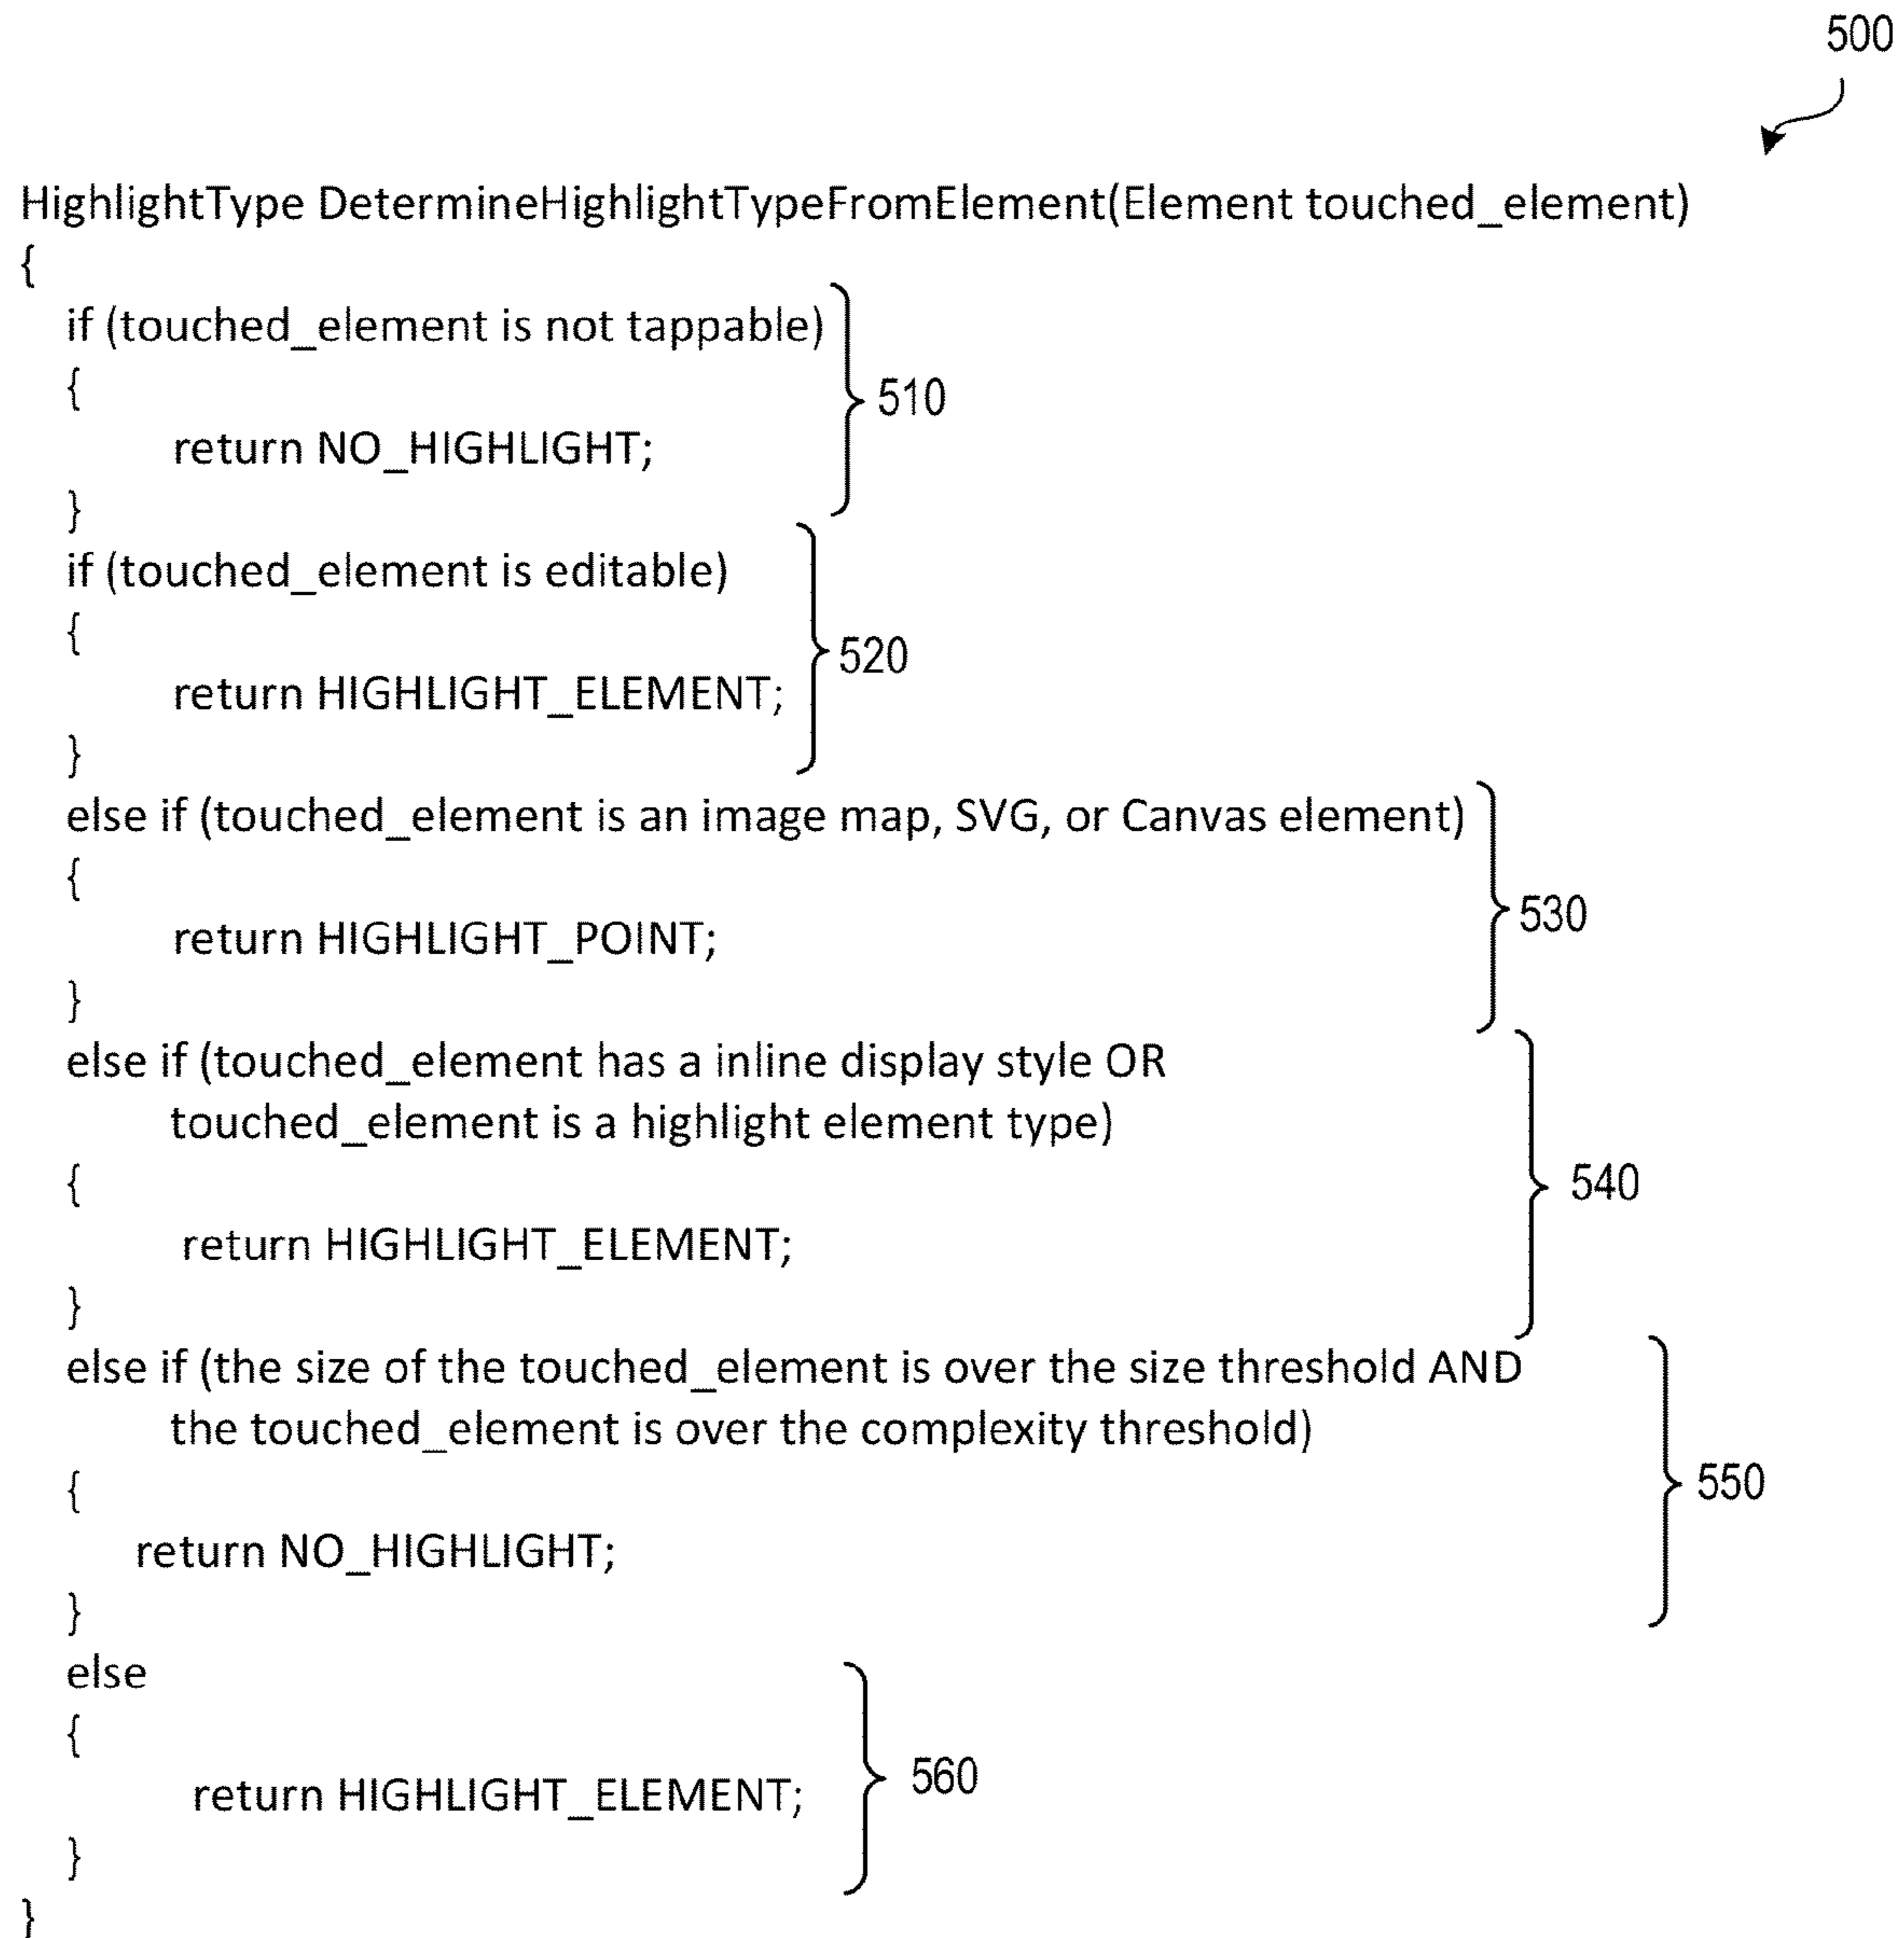 500
HighlightType DetermineHighlightTypeFromElement(Element touched_element)
{
if (touched_element is not tappable)
{
510
return NO_HIGHLIGHT;
}
if (touched_element is editable)
{
520
return HIGHLIGHT_ELEMENT;
}
else if (touched_element is an image map, SVG, or Canvas element)
{
530
return HIGHLIGHT_POINT;
}
else if (touched_element has a inline display style OR
touched_element is a highlight element type)
{
540
return HIGHLIGHT_ELEMENT;
}
else if (the size of the touched_element is over the size threshold AND
the touched_element is over the complexity threshold)
{
550
return NO_HIGHLIGHT;
}
else
{
560
return HIGHLIGHT_ELEMENT;
}
}